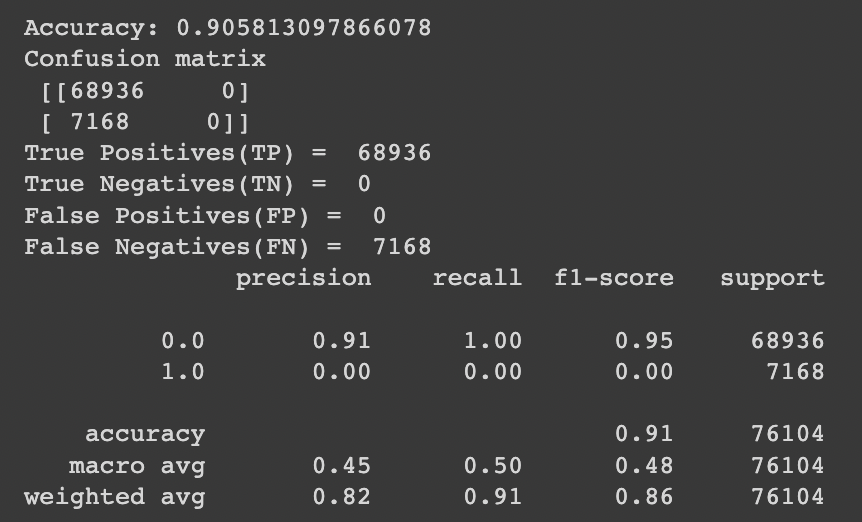 Accuracy: 0.905813097866078
Confusion matrix
[[68936 0]
[ 7168 0]]
True Positives(TP) = 68936
True Negatives(TN) = 0
False Positives(FP) = 0
False Negatives(FN) = 7168
precision recall f1-score support
0.0 0.91 1.00 0.95 68936
1.0 0.00 0.00 0.00 7168
accuracy 0.91 76104
macro avg 0.45 0.50 0.48 76104
weighted avg 0.82 0.91 0.86 76104